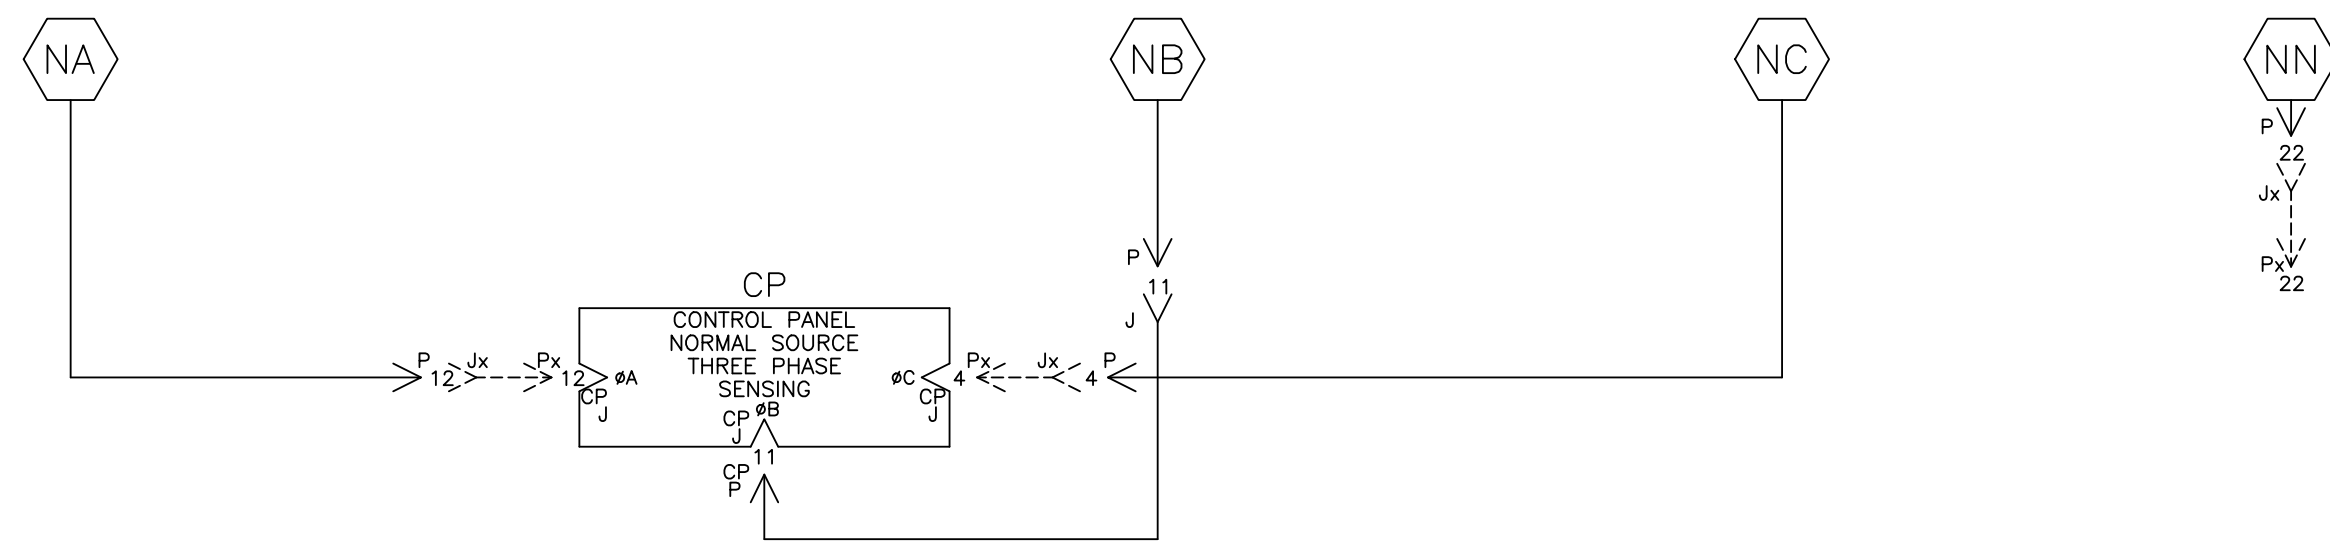 NA NB NC NN
P
22
Jx
P
Px
22
CP
11
CONTROL PANEL
J
NORMAL SOURCE
P Jx Px THREE PHASE Px Jx P
12 12 øA SENSING øC 4 4
CP CP
J J
øB
CP
J
11
CP
P